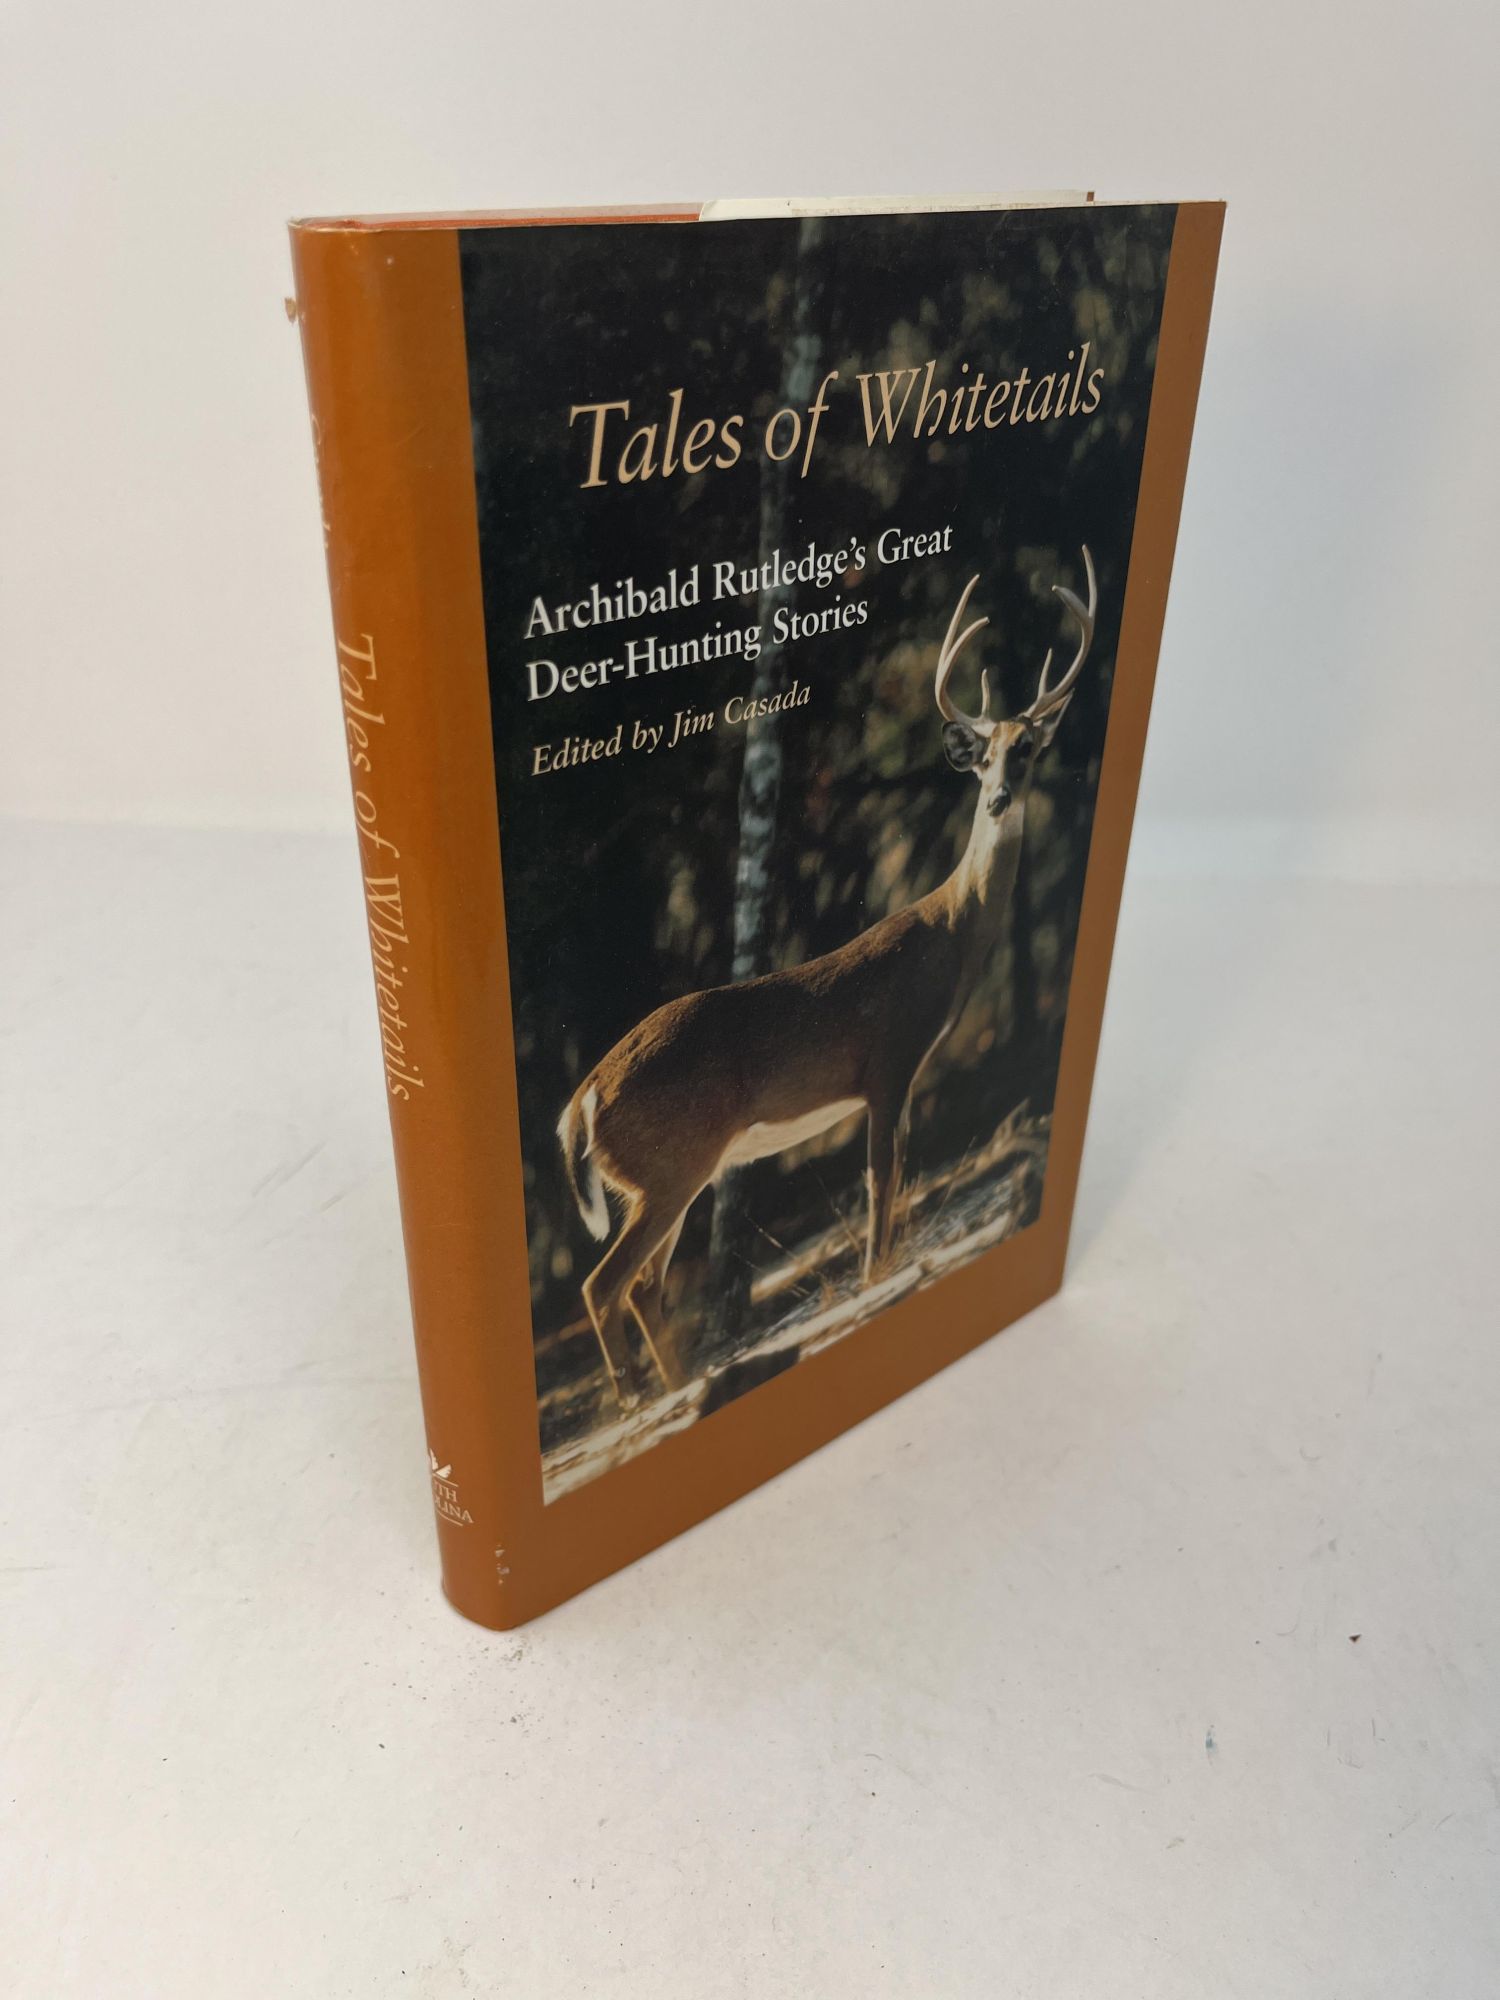 Tales of Whitetails
Archibald Rutledge's Great
Deer-Hunting Stories
Edited by Jim Casada
Tales of Whitetails